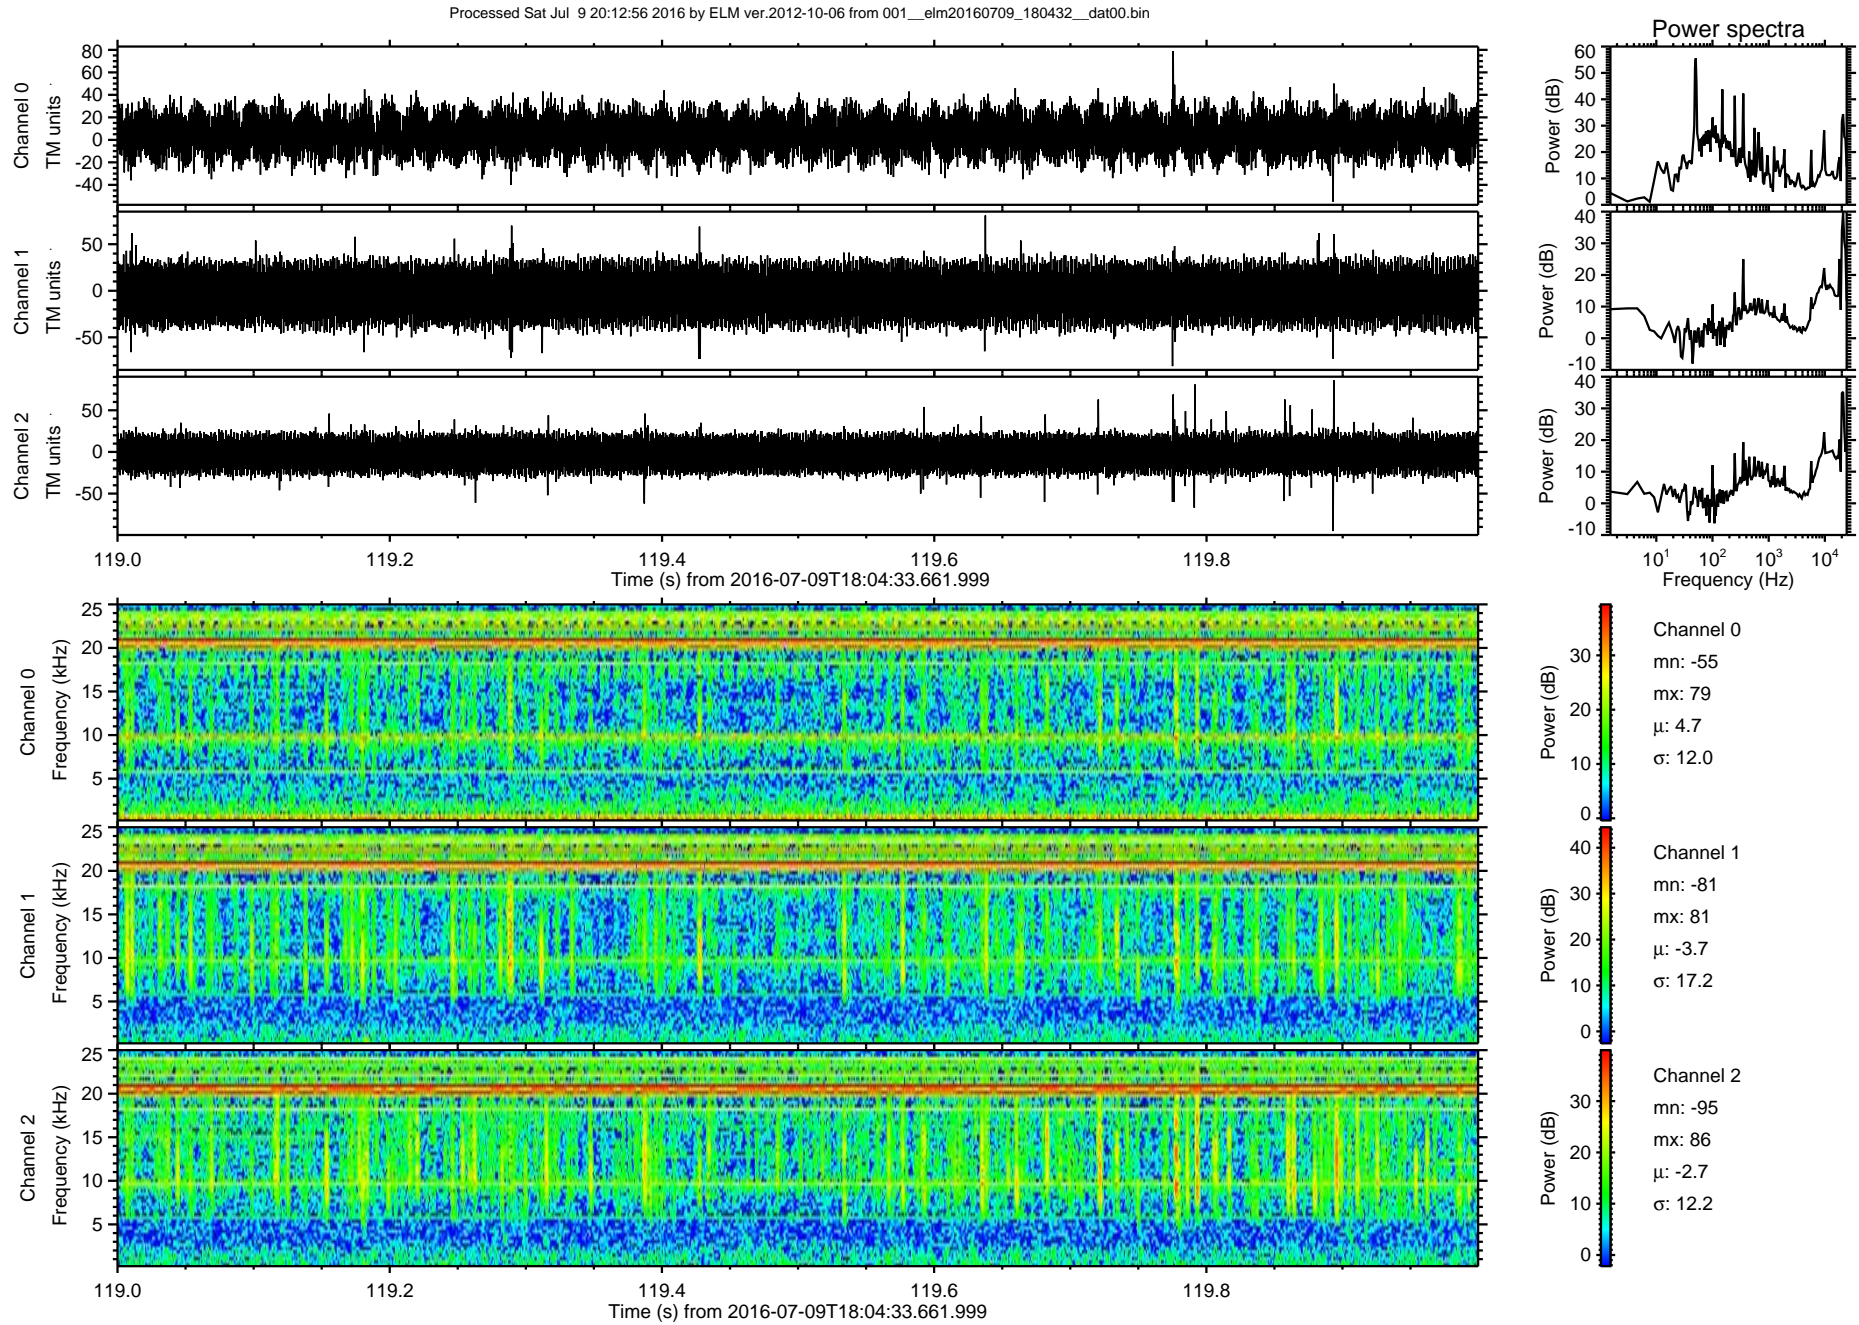 Processed Sat Jul  9 20:12:56 2016 by ELM ver.2012-10-06 from 001__elm20160709_180432__dat00.bin
Power spectra
Channel 0
TM units
80
60
40
20
0
-20
-40
Power (dB)
60
50
40
30
20
10
0
Channel 1
TM units
50
0
-50
Power (dB)
40
30
20
10
0
-10
Channel 2
TM units
50
0
-50
Power (dB)
40
30
20
10
0
-10
119.0 119.2 119.4 119.6 119.8
Time (s) from 2016-07-09T18:04:33.661.999
10^1 10^2 10^3 10^4
Frequency (Hz)
Channel 0
Frequency (kHz)
25
20
15
10
5
Power (dB)
30
20
10
0
Channel 0
mn: -55
mx: 79
μ: 4.7
σ: 12.0
Channel 1
Frequency (kHz)
25
20
15
10
5
Power (dB)
40
30
20
10
0
Channel 1
mn: -81
mx: 81
μ: -3.7
σ: 17.2
Channel 2
Frequency (kHz)
25
20
15
10
5
Power (dB)
30
20
10
0
Channel 2
mn: -95
mx: 86
μ: -2.7
σ: 12.2
119.0 119.2 119.4 119.6 119.8
Time (s) from 2016-07-09T18:04:33.661.999